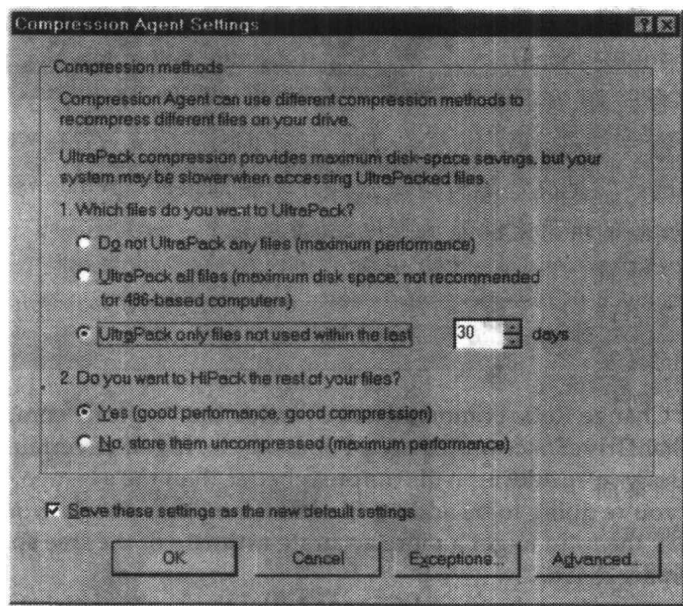 Compression Agent Settings
Compression methods
Compression Agent can use different compression methods to
recompress different files on your drive.
UltraPack compression provides maximum disk-space savings, but your
system may be slower when accessing UltraPacked files.
1. Which files do you want to UltraPack?
Do not UltraPack any files (maximum performance)
UltraPack all files (maximum disk space; not recommended
for 486-based computers)
UltraPack only files not used within the last 30 days
2. Do you want to HiPack the rest of your files?
Yes (good performance, good compression)
No, store them uncompressed (maximum performance)
Save these settings as the new default settings
OK Cancel Exceptions... Advanced...